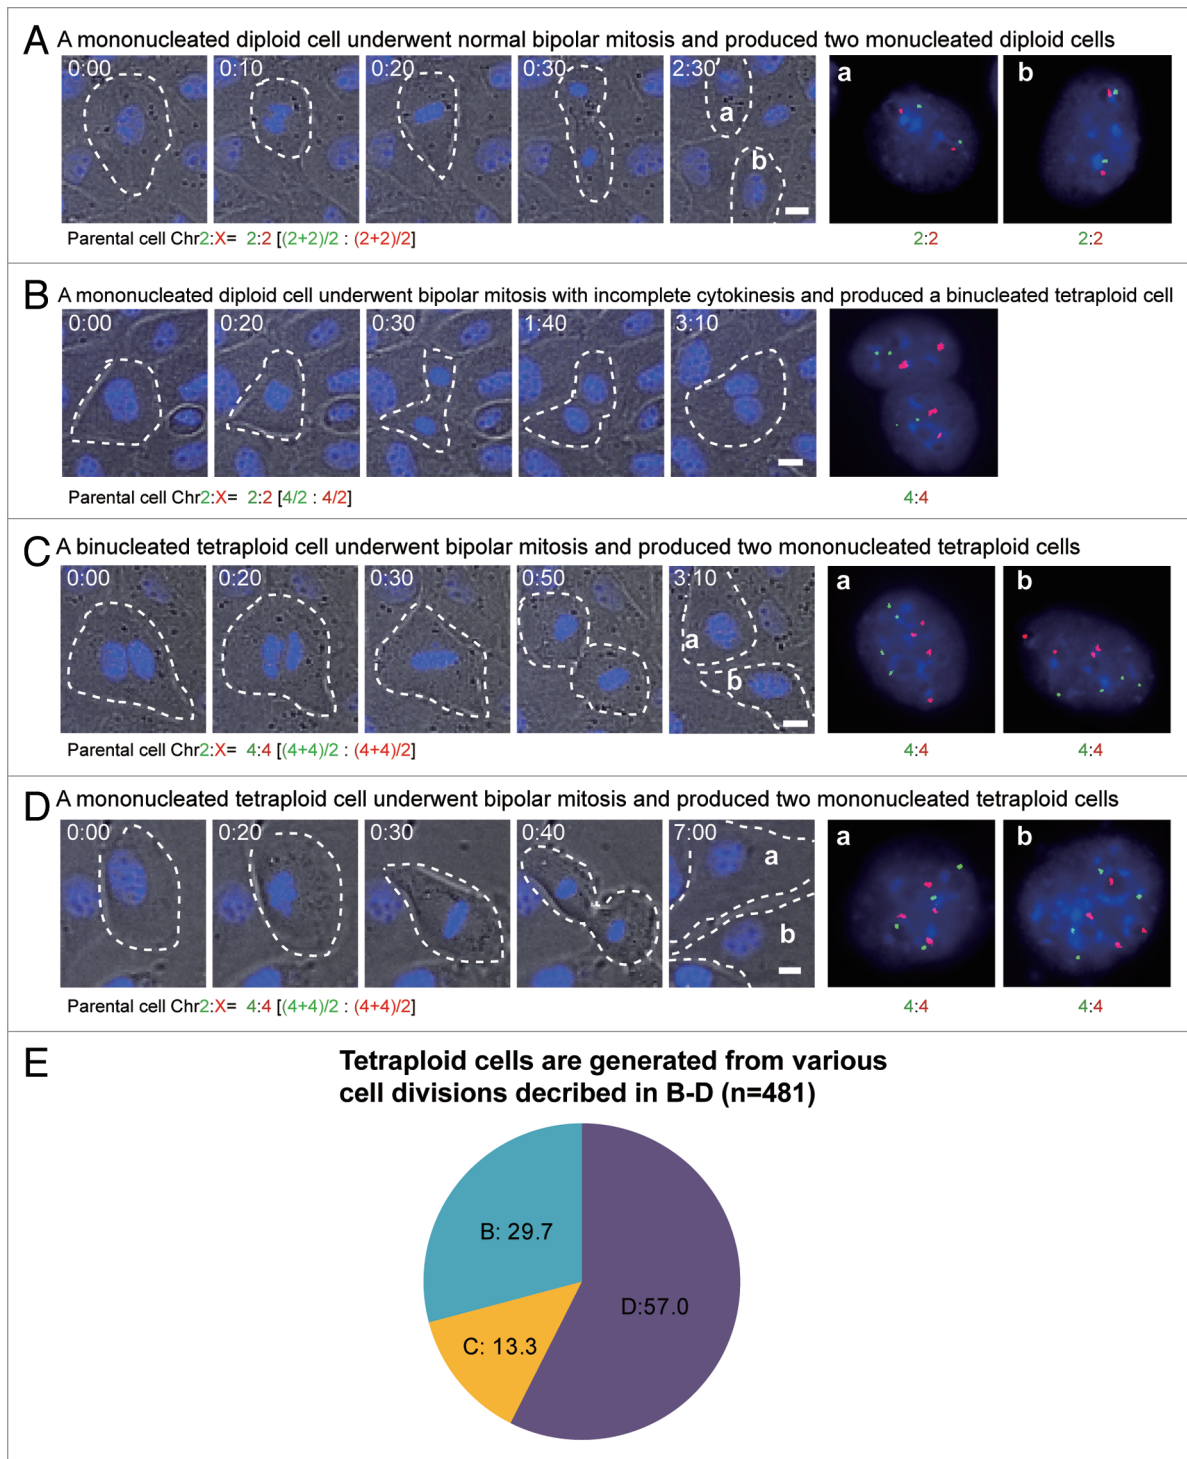 A A mononucleated diploid cell underwent normal bipolar mitosis and produced two monucleated diploid cells
0:00 0:10 0:20 0:30 2:30 a b
a
b
Parental cell Chr2:X= 2:2 [(2+2)/2 : (2+2)/2] 2:2 2:2
B A mononucleated diploid cell underwent bipolar mitosis with incomplete cytokinesis and produced a binucleated tetraploid cell
0:00 0:20 0:30 1:40 3:10
Parental cell Chr2:X= 2:2 [4/2 : 4/2] 4:4
C A binucleated tetraploid cell underwent bipolar mitosis and produced two mononucleated tetraploid cells
0:00 0:20 0:30 0:50 3:10 a b
a
b
Parental cell Chr2:X= 4:4 [(4+4)/2 : (4+4)/2] 4:4 4:4
D A mononucleated tetraploid cell underwent bipolar mitosis and produced two mononucleated tetraploid cells
0:00 0:20 0:30 0:40 7:00 a b
a
b
Parental cell Chr2:X= 4:4 [(4+4)/2 : (4+4)/2] 4:4 4:4
E Tetraploid cells are generated from various
cell divisions decribed in B-D (n=481)
B: 29.7
D:57.0
C: 13.3